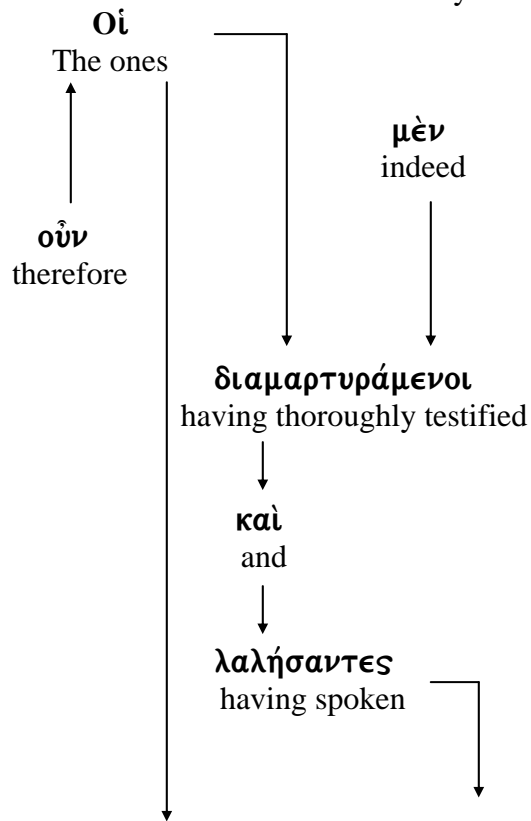 Οἱ
The ones
μὲν
indeed
οὖν
therefore
διαμαρτυράμενοι
having thoroughly testified
καὶ
and
λαλήσαντες
having spoken